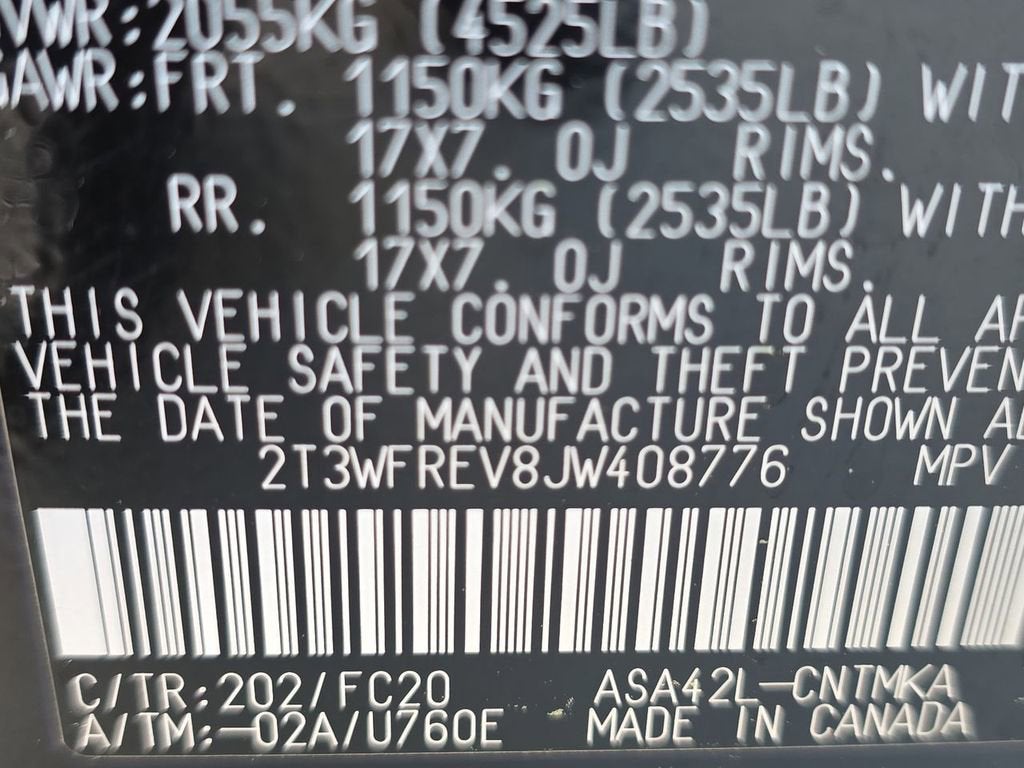 VWR:2055KG (4525LB)
GAWR:FRT. 1150KG (2535LB) WIT
17X7. 0J RIMS.
RR. 1150KG (2535LB) WITH
17X7. 0J RIMS.
THIS VEHICLE CONFORMS TO ALL AP
VEHICLE SAFETY AND THEFT PREVEN
THE DATE OF MANUFACTURE SHOWN A
2T3WFREV8JW408776 MPV
C/TR:202/FC20 ASA42L-CNTMKA
A/TM:-02A/U760E MADE IN CANADA